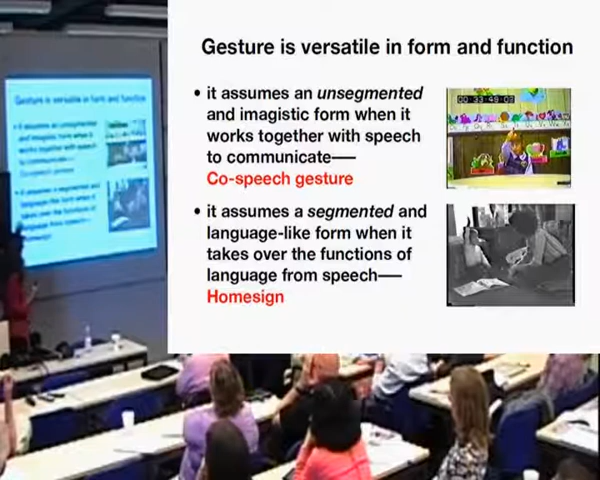 Gesture is versatile in form and function
• it assumes an unsegmented
and imagistic form when it
works together with speech
to communicate—
Co-speech gesture
• it assumes a segmented and
language-like form when it
takes over the functions of
language from speech—
Homesign